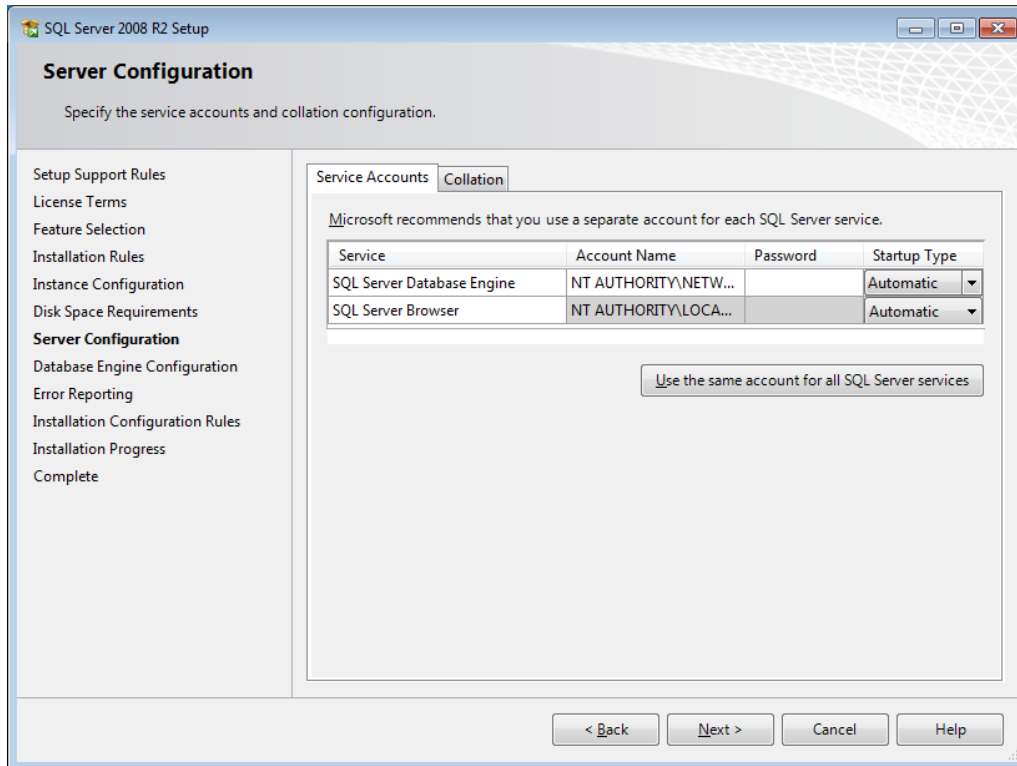 SQL Server 2008 R2 Setup
Server Configuration
Specify the service accounts and collation configuration.
Setup Support Rules
License Terms
Feature Selection
Installation Rules
Instance Configuration
Disk Space Requirements
Server Configuration
Database Engine Configuration
Error Reporting
Installation Configuration Rules
Installation Progress
Complete
Service Accounts Collation
Microsoft recommends that you use a separate account for each SQL Server service.
Service Account Name Password Startup Type
SQL Server Database Engine NT AUTHORITY\NETW... Automatic
SQL Server Browser NT AUTHORITY\LOCA... Automatic
Use the same account for all SQL Server services
< Back Next > Cancel Help